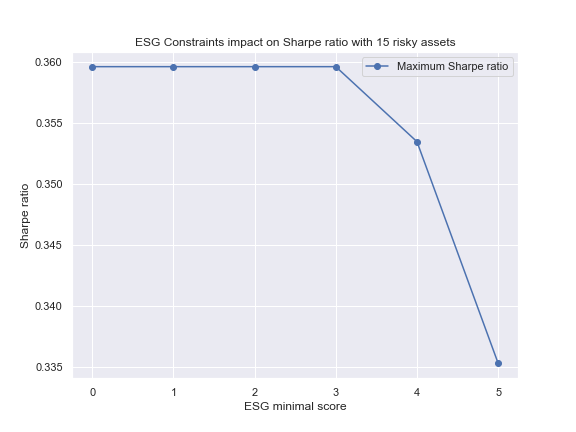 ESG Constraints impact on Sharpe ratio with 15 risky assets
Maximum Sharpe ratio
Sharpe ratio
0.360
0.355
0.350
0.345
0.340
0.335
0 1 2 3 4 5
ESG minimal score